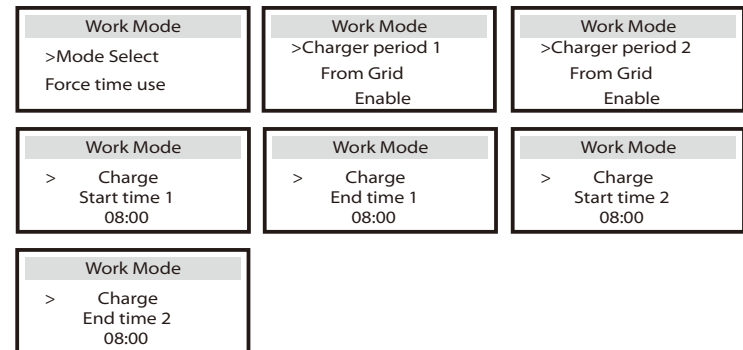 Work Mode
>Mode Select
Force time use
Work Mode
>Charger period 1
From Grid
Enable
Work Mode
>Charger period 2
From Grid
Enable
Work Mode
> Charge
Start time 1
08:00
Work Mode
> Charge
End time 1
08:00
Work Mode
> Charge
Start time 2
08:00
Work Mode
> Charge
End time 2
08:00